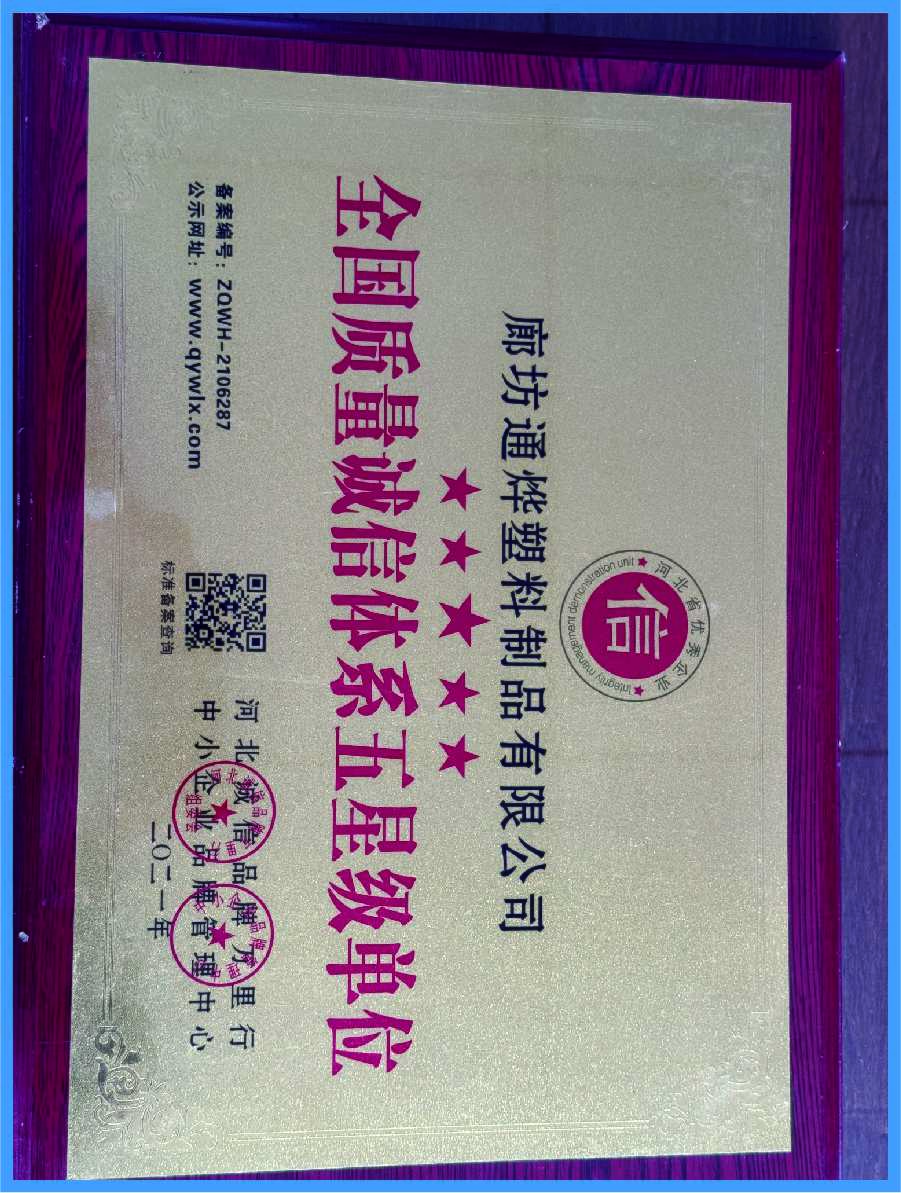 河北省优秀企业
信
Integrity management demonstration unit
廊坊通烨塑料制品有限公司
全国质量诚信体系五星级单位
备案编号：ZQWH-2106287
公示网址：www.qywlx.com
标准备案查询
河北诚信品牌万里行
中小企业品牌管理中心
二〇二一年